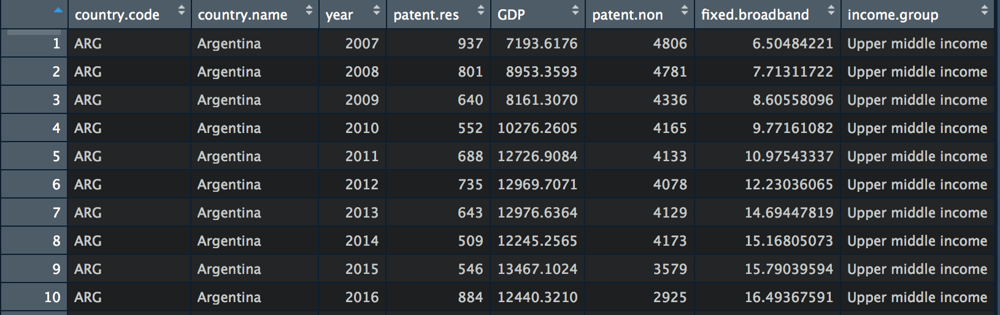 country.code country.name year patent.res GDP patent.non fixed.broadband income.group
1 ARG Argentina 2007 937 7193.6176 4806 6.50484221 Upper middle income
2 ARG Argentina 2008 801 8953.3593 4781 7.71311722 Upper middle income
3 ARG Argentina 2009 640 8161.3070 4336 8.60558096 Upper middle income
4 ARG Argentina 2010 552 10276.2605 4165 9.77161082 Upper middle income
5 ARG Argentina 2011 688 12726.9084 4133 10.97543337 Upper middle income
6 ARG Argentina 2012 735 12969.7071 4078 12.23036065 Upper middle income
7 ARG Argentina 2013 643 12976.6364 4129 14.69447819 Upper middle income
8 ARG Argentina 2014 509 12245.2565 4173 15.16805073 Upper middle income
9 ARG Argentina 2015 546 13467.1024 3579 15.79039594 Upper middle income
10 ARG Argentina 2016 884 12440.3210 2925 16.49367591 Upper middle income